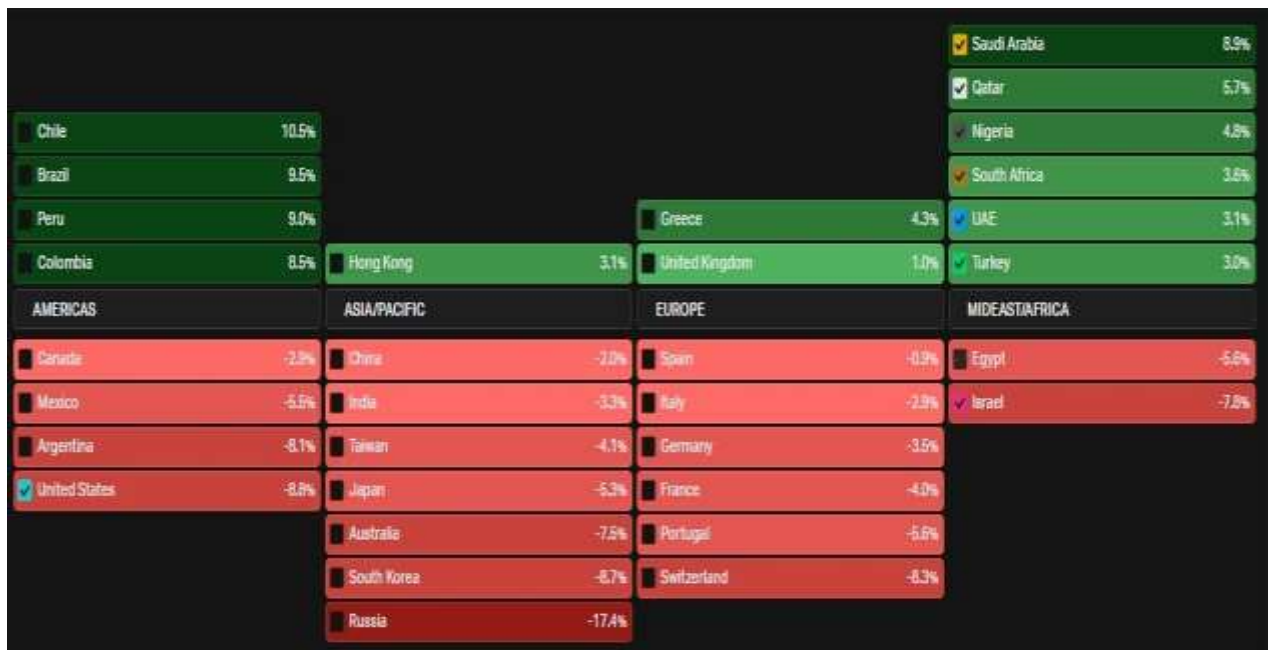 Saudi Arabia 8.9%
Qatar 5.7%
Chile 10.5% Nigeria 4.8%
Brazil 9.5% South Africa 3.6%
Peru 9.0% Greece 4.3% UAE 3.1%
Colombia 8.5% Hong Kong 3.1% United Kingdom 1.0% Turkey 3.0%
AMERICAS ASIA/PACIFIC EUROPE MIDEAST/AFRICA
Canada -2.9% China -2.0% Spain -0.9% Egypt -5.6%
Mexico -5.5% India -3.3% Italy -2.9% Israel -7.8%
Argentina -8.1% Taiwan -4.1% Germany -3.5%
United States -8.8% Japan -5.3% France -4.0%
Australia -7.5% Portugal -5.6%
South Korea -8.7% Switzerland -8.3%
Russia -17.4%